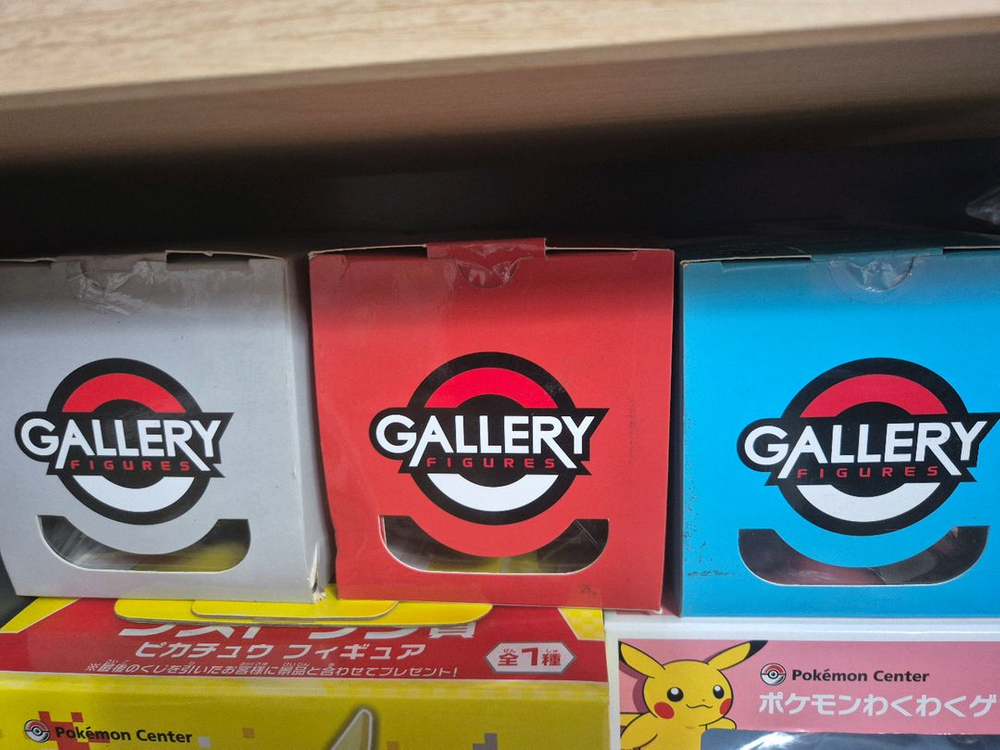 GALLERY
FIGURES
GALLERY
FIGURES
GALLERY
FIGURES
ピカチュウ フィギュア
※最後のくじを引いたお客様に景品と合わせてプレゼント!
全1種
Pokémon Center
Pokémon Center
ポケモンわくわくゲ